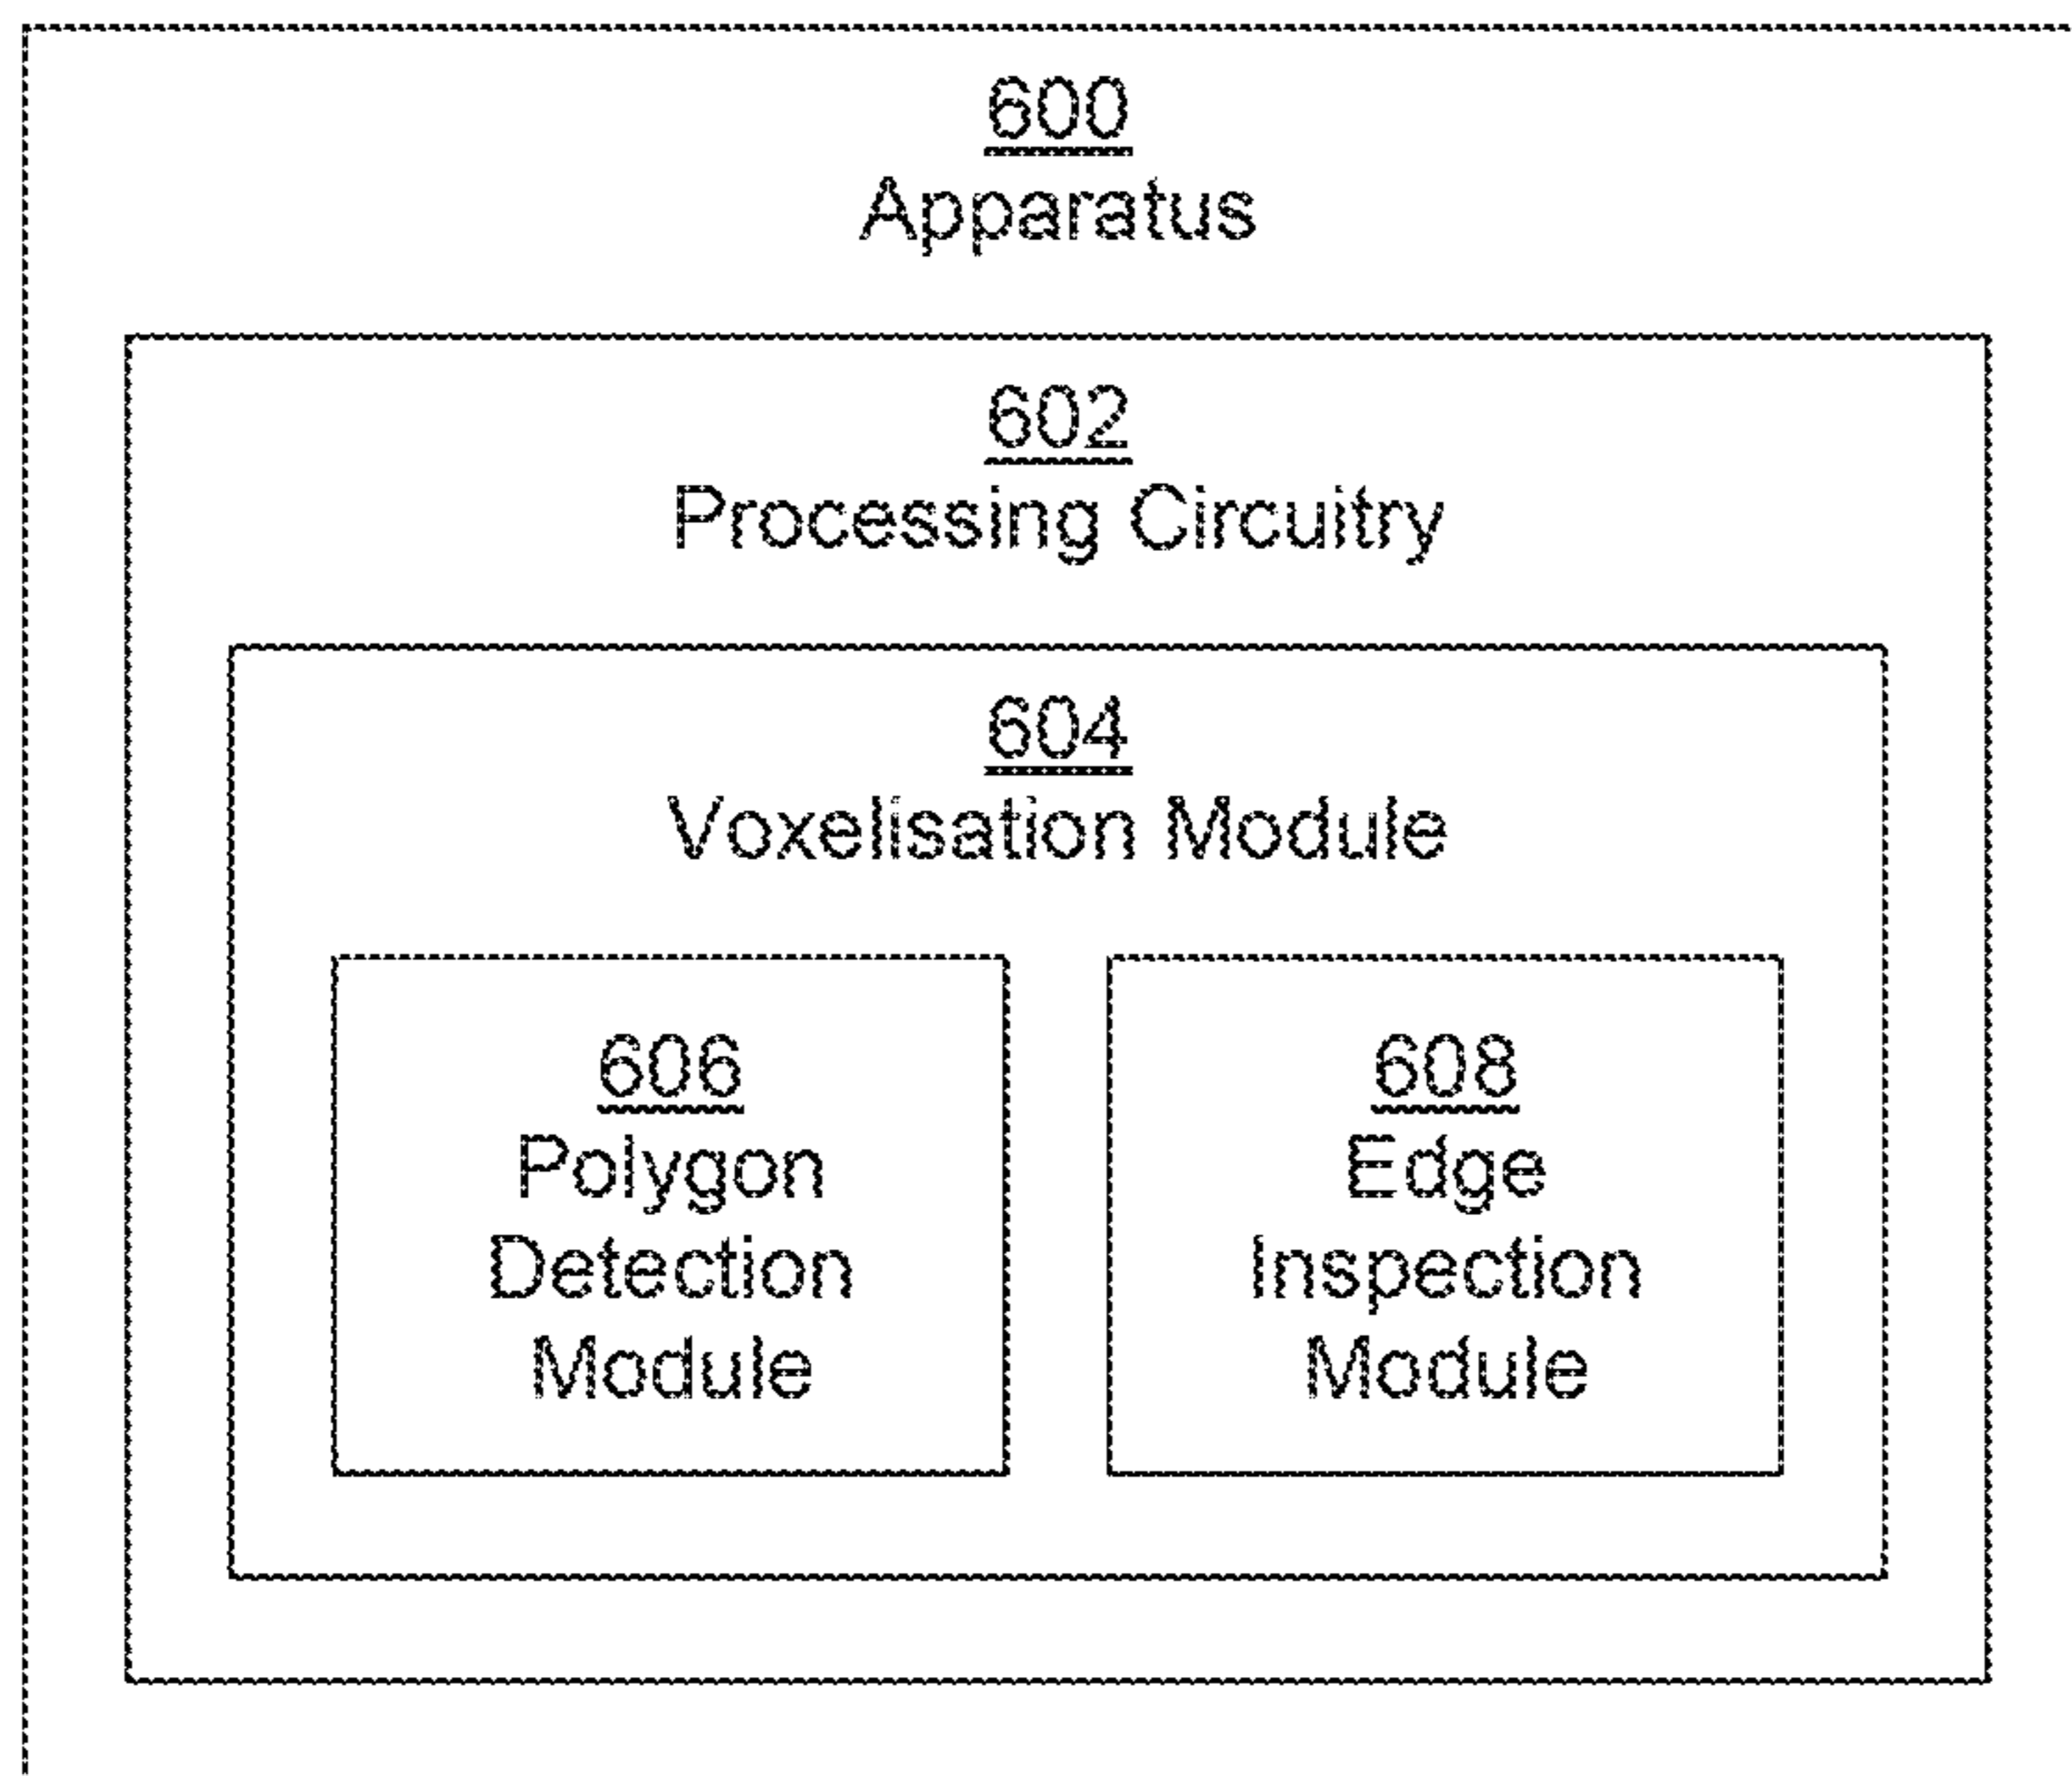 600
Apparatus
602
Processing Circuitry
604
Voxelisation Module
606
Polygon
Detection
Module
608
Edge
Inspection
Module